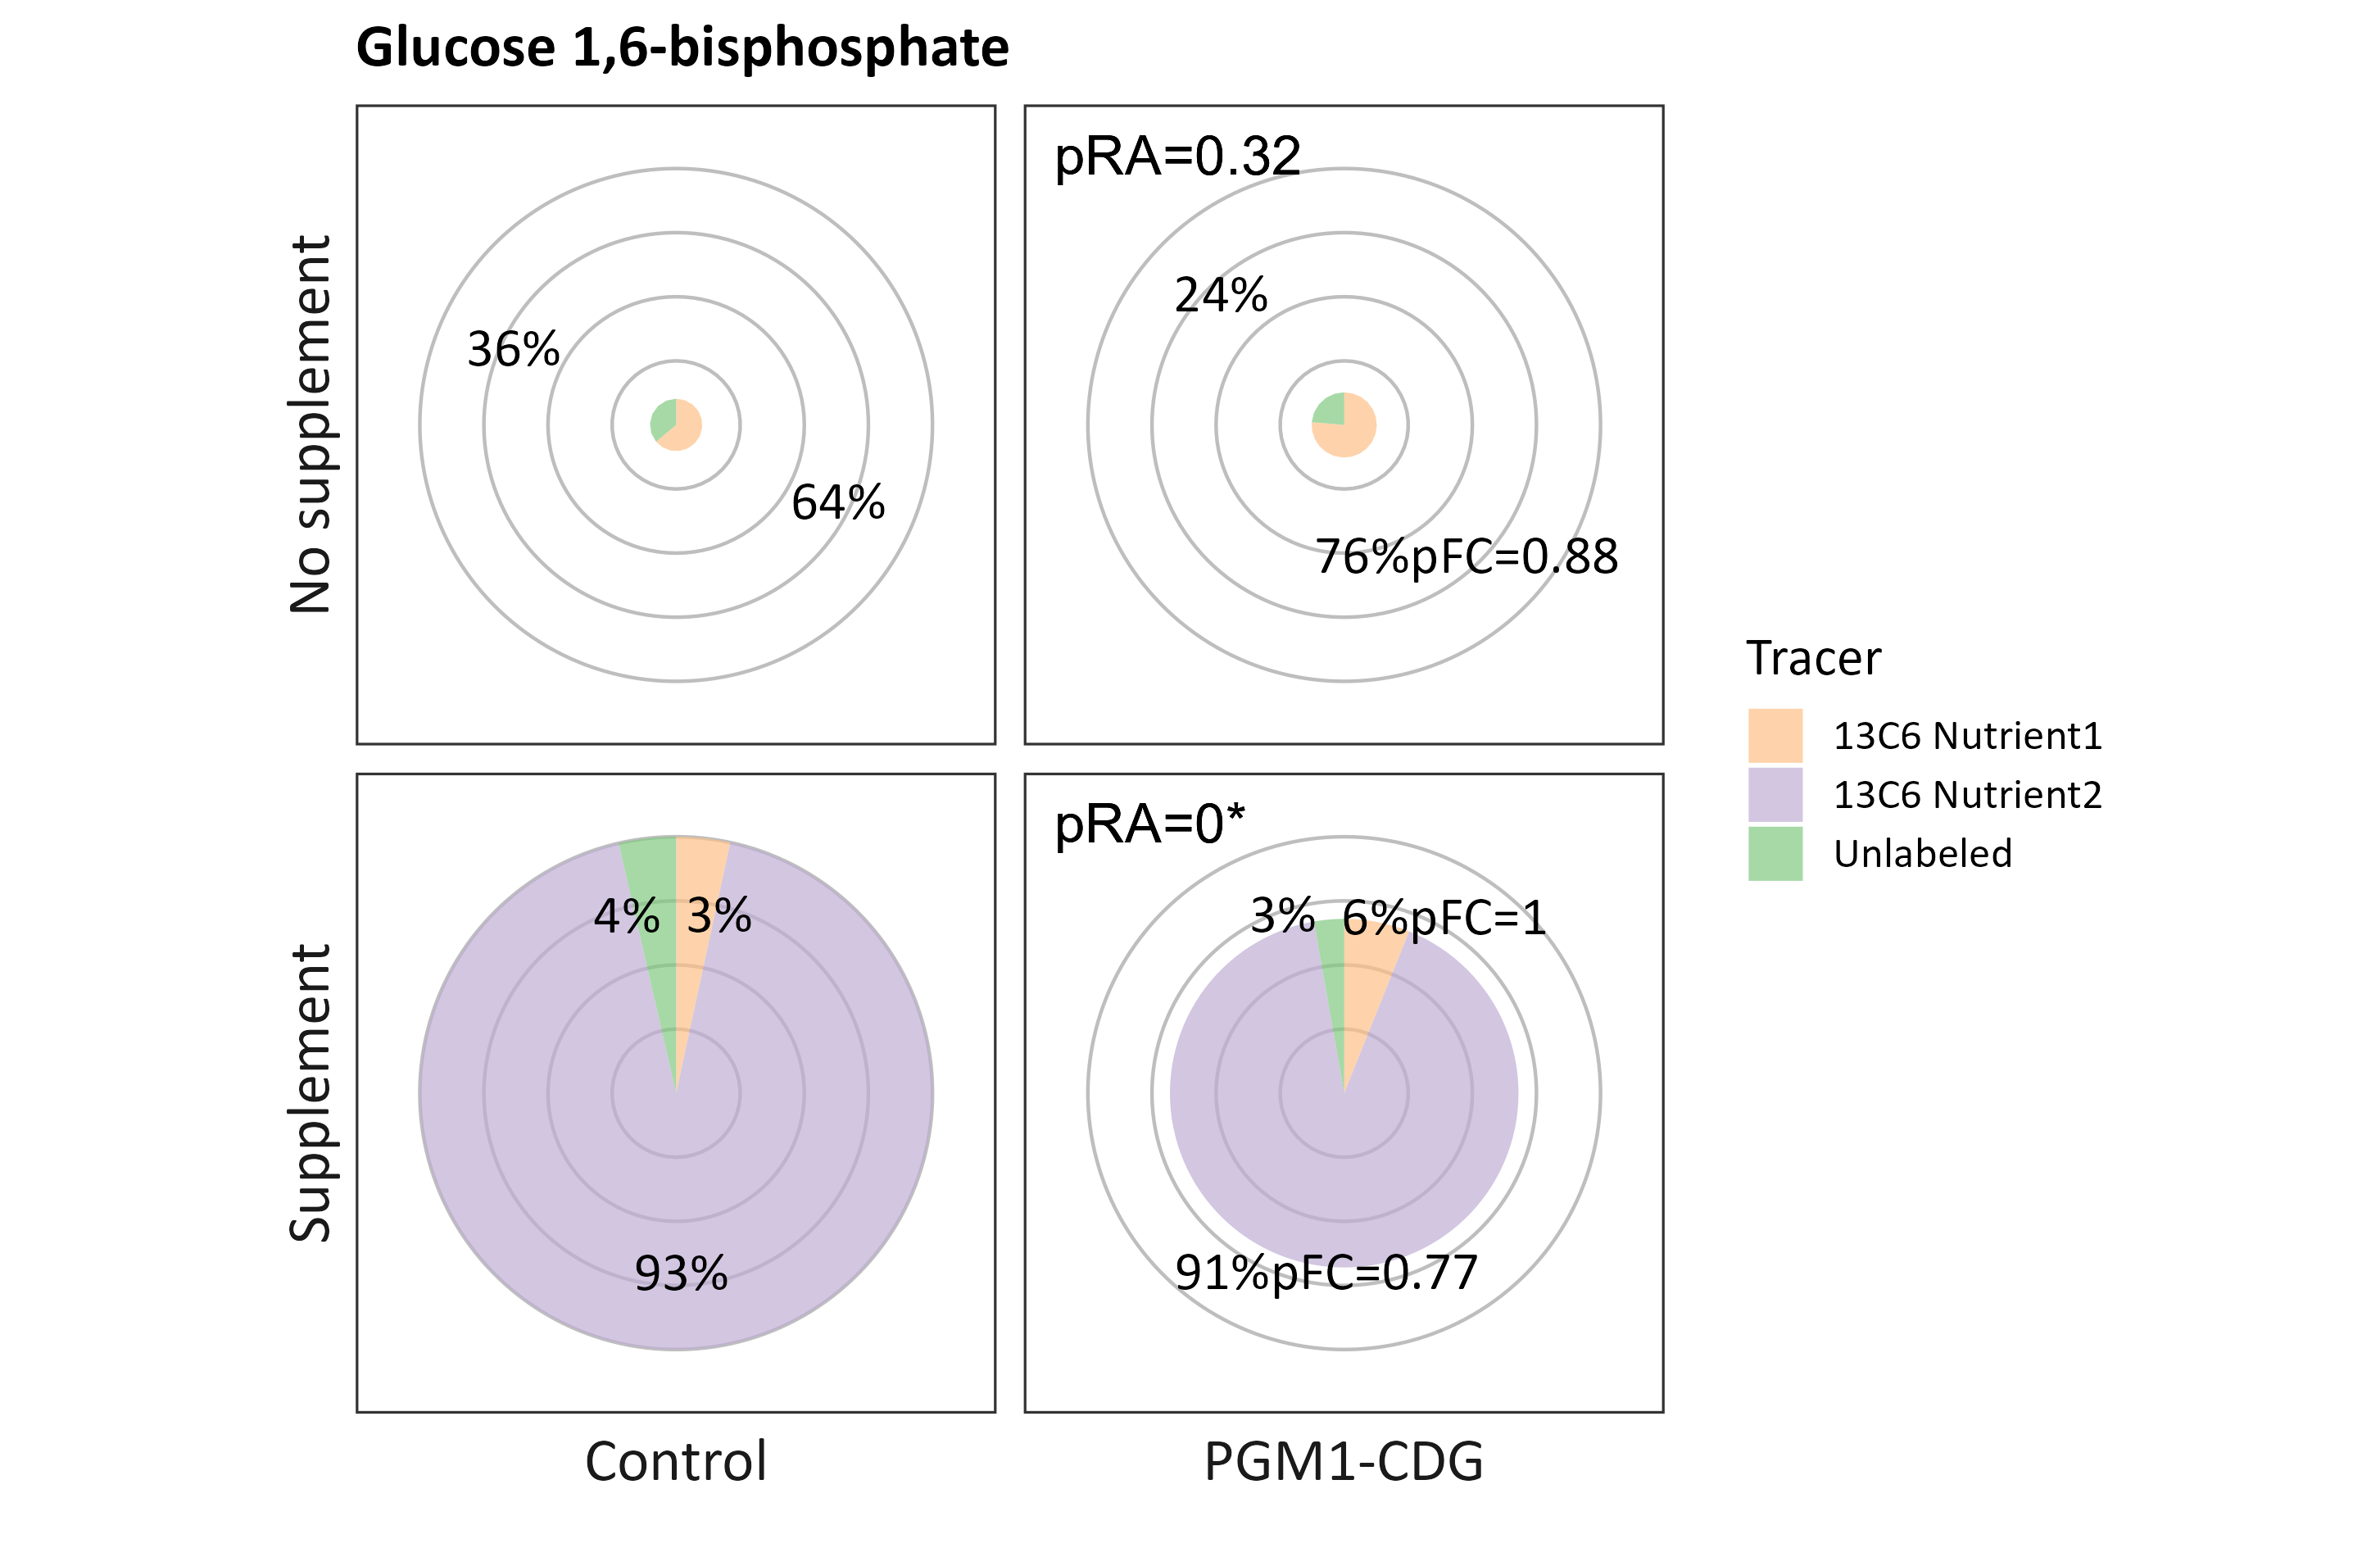 Glucose 1,6-bisphosphate
No supplement
36%
64%
pRA=0.32
24%
76%pFC=0.88
Supplement
4% 3%
93%
pRA=0*
3% 6%pFC=1
91%pFC=0.77
Control
PGM1-CDG
Tracer
13C6 Nutrient1
13C6 Nutrient2
Unlabeled